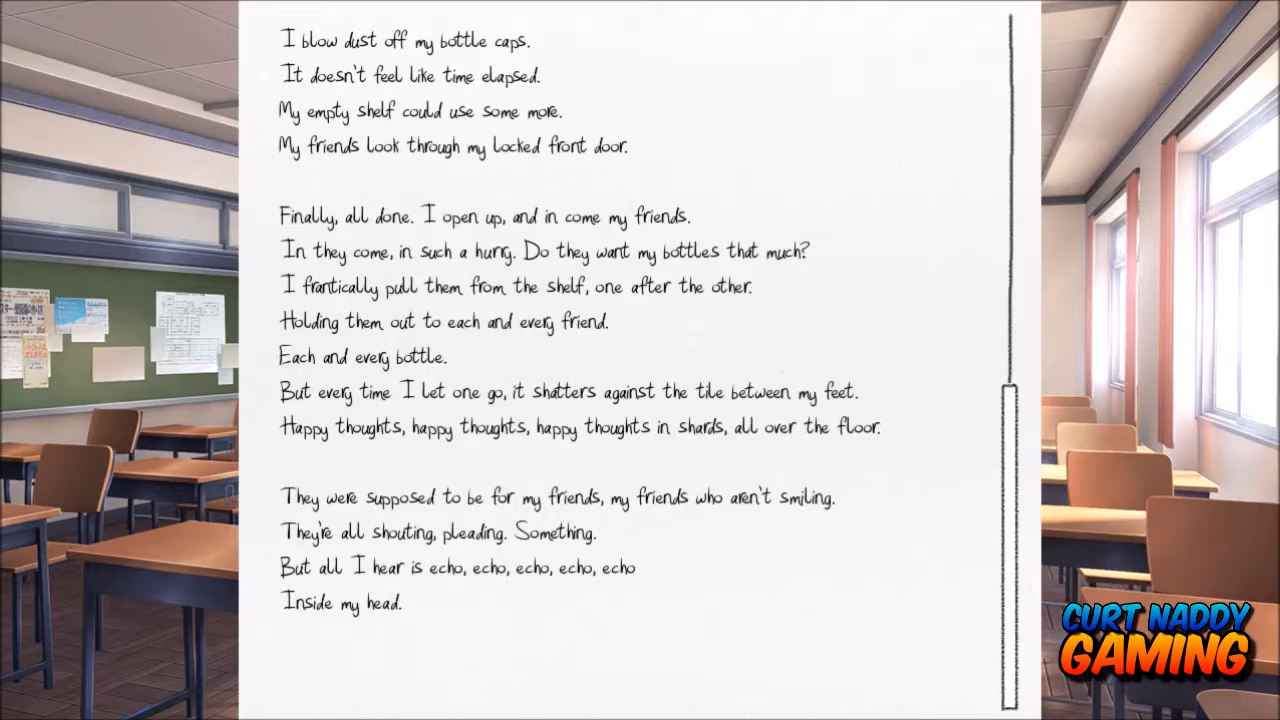 I blow dust off my bottle caps.
It doesn't feel like time elapsed.
My empty shelf could use some more.
My friends look through my locked front door.
Finally, all done. I open up, and in come my friends.
In they come, in such a hurry. Do they want my bottles that much?
I frantically pull them from the shelf, one after the other.
Holding them out to each and every friend.
Each and every bottle.
But every time I let one go, it shatters against the tile between my feet.
Happy thoughts, happy thoughts, happy thoughts in shards, all over the floor.
They were supposed to be for my friends, my friends who aren't smiling.
They're all shouting, pleading. Something.
But all I hear is echo, echo, echo, echo, echo
Inside my head.
CURT NADDY
GAMING